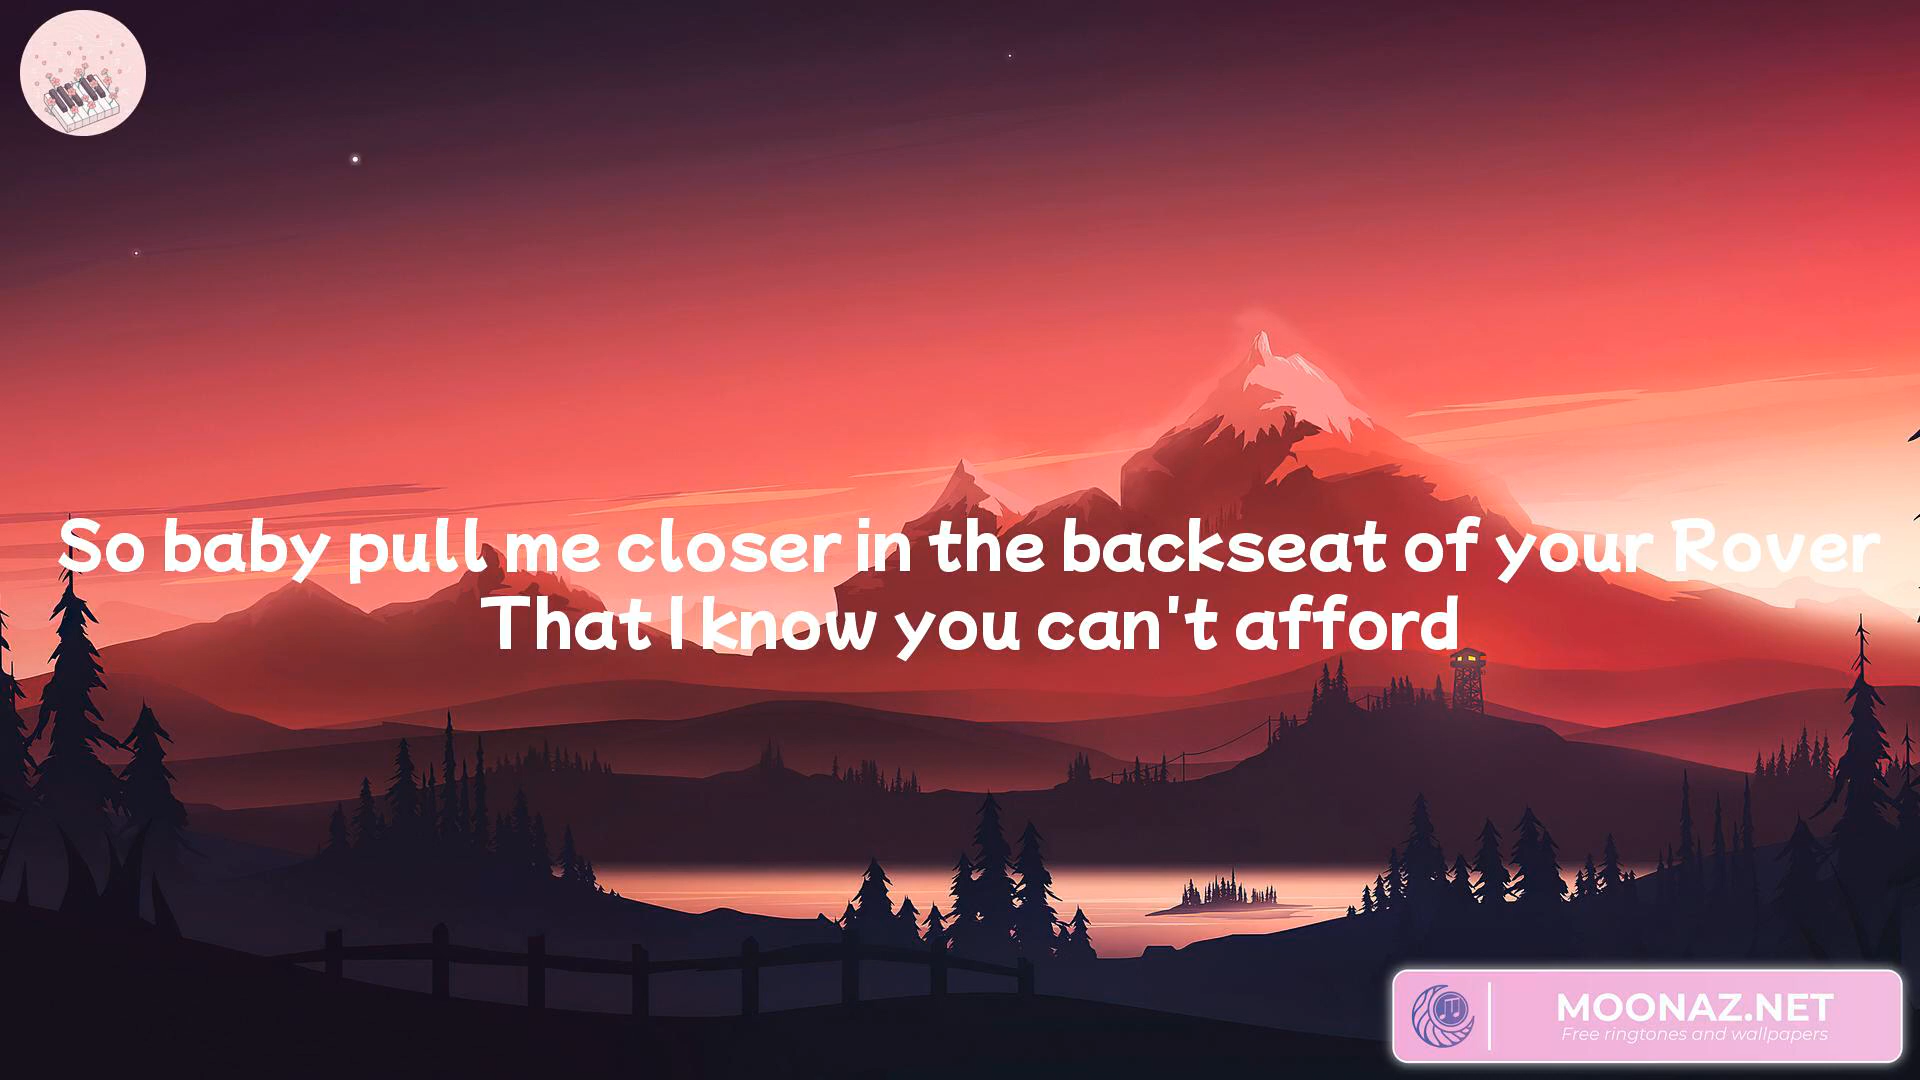 So baby pull me closer in the backseat of your Rover
That I know you can't afford
MOONAZ.NET
Free ringtones and wallpapers